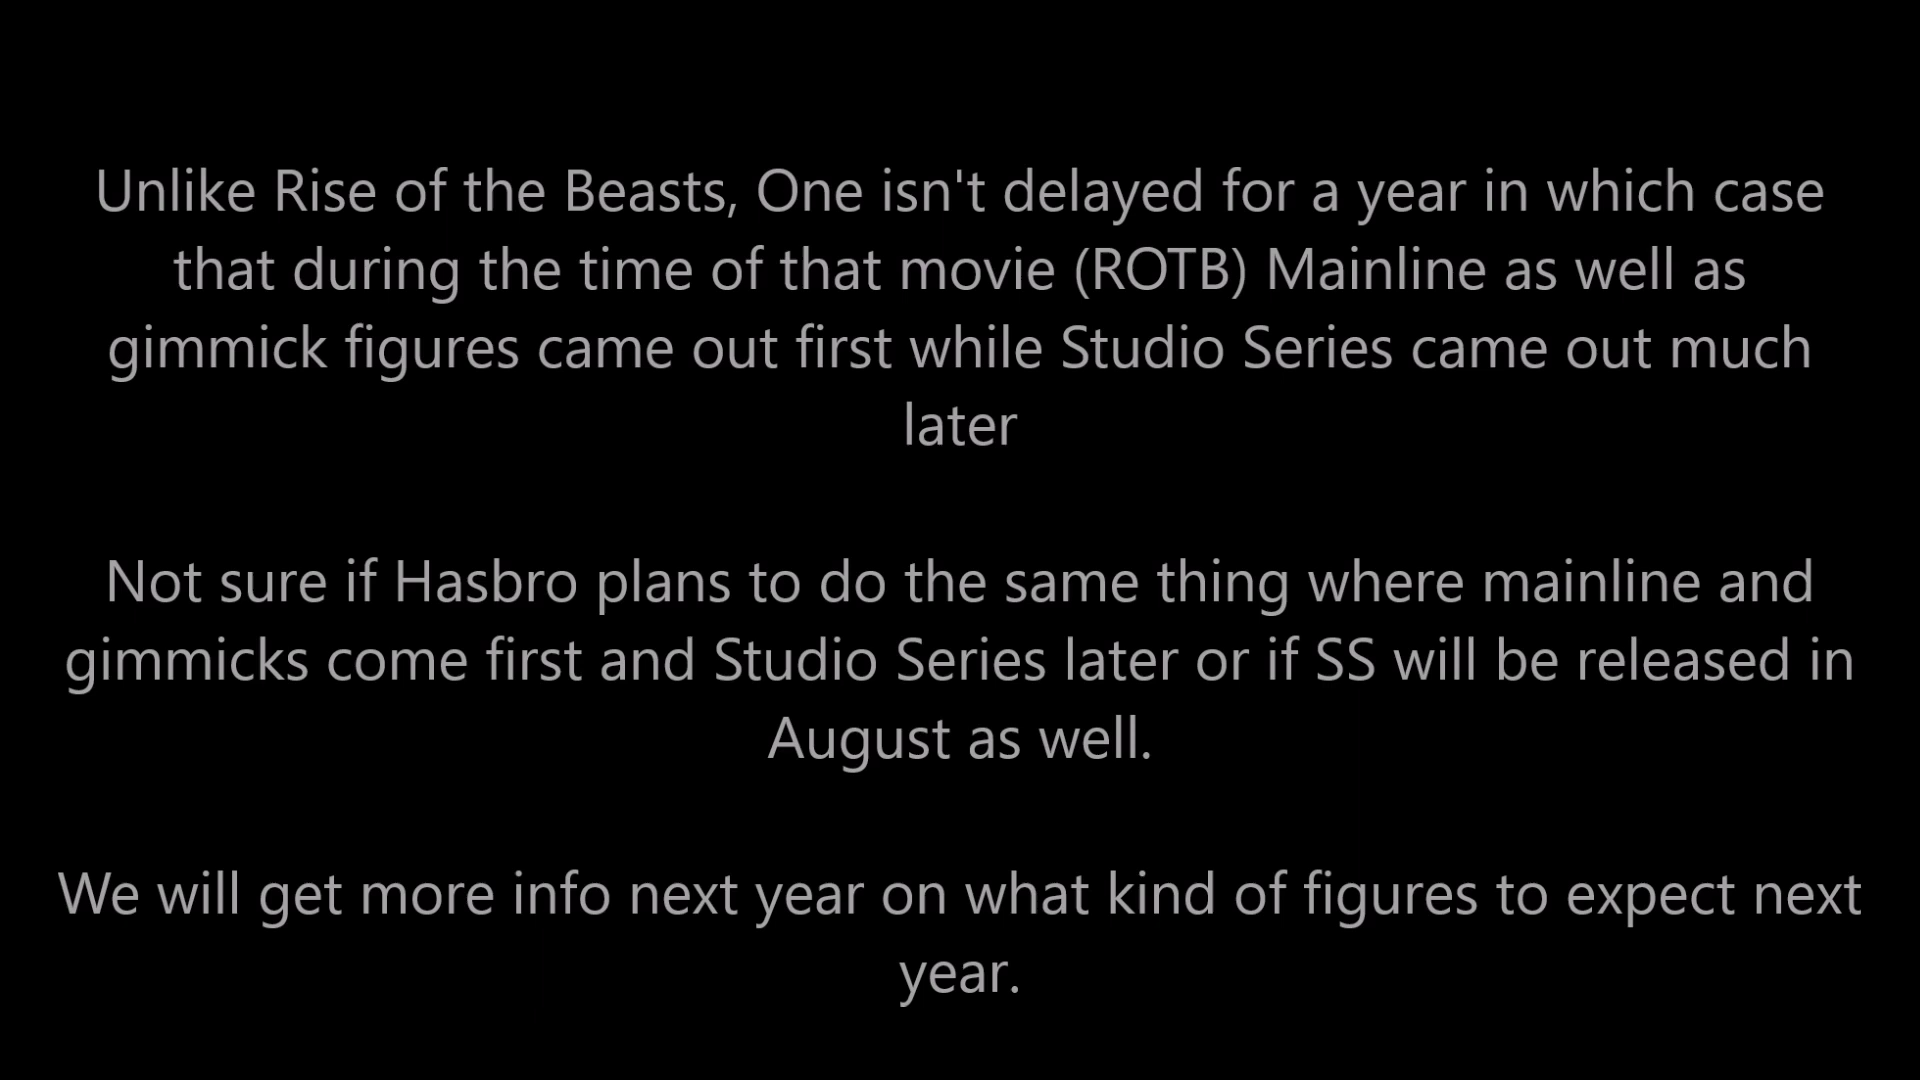 Unlike Rise of the Beasts, One isn't delayed for a year in which case
that during the time of that movie (ROTB) Mainline as well as
gimmick figures came out first while Studio Series came out much
later
Not sure if Hasbro plans to do the same thing where mainline and
gimmicks come first and Studio Series later or if SS will be released in
August as well.
We will get more info next year on what kind of figures to expect next
year.